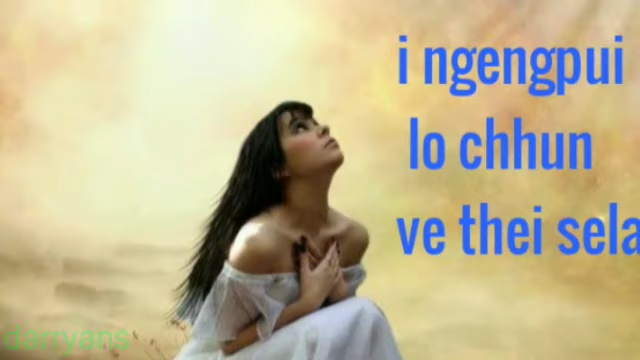 i ngengpui
lo chhun
ve thei sela
darryans